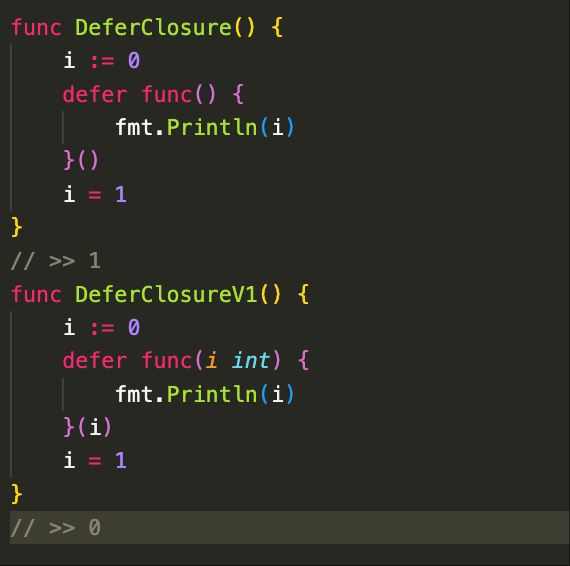 func DeferClosure() {
    i := 0
    defer func() {
        fmt.Println(i)
    }()
    i = 1
}
// >> 1
func DeferClosureV1() {
    i := 0
    defer func(i int) {
        fmt.Println(i)
    }(i)
    i = 1
}
// >> 0